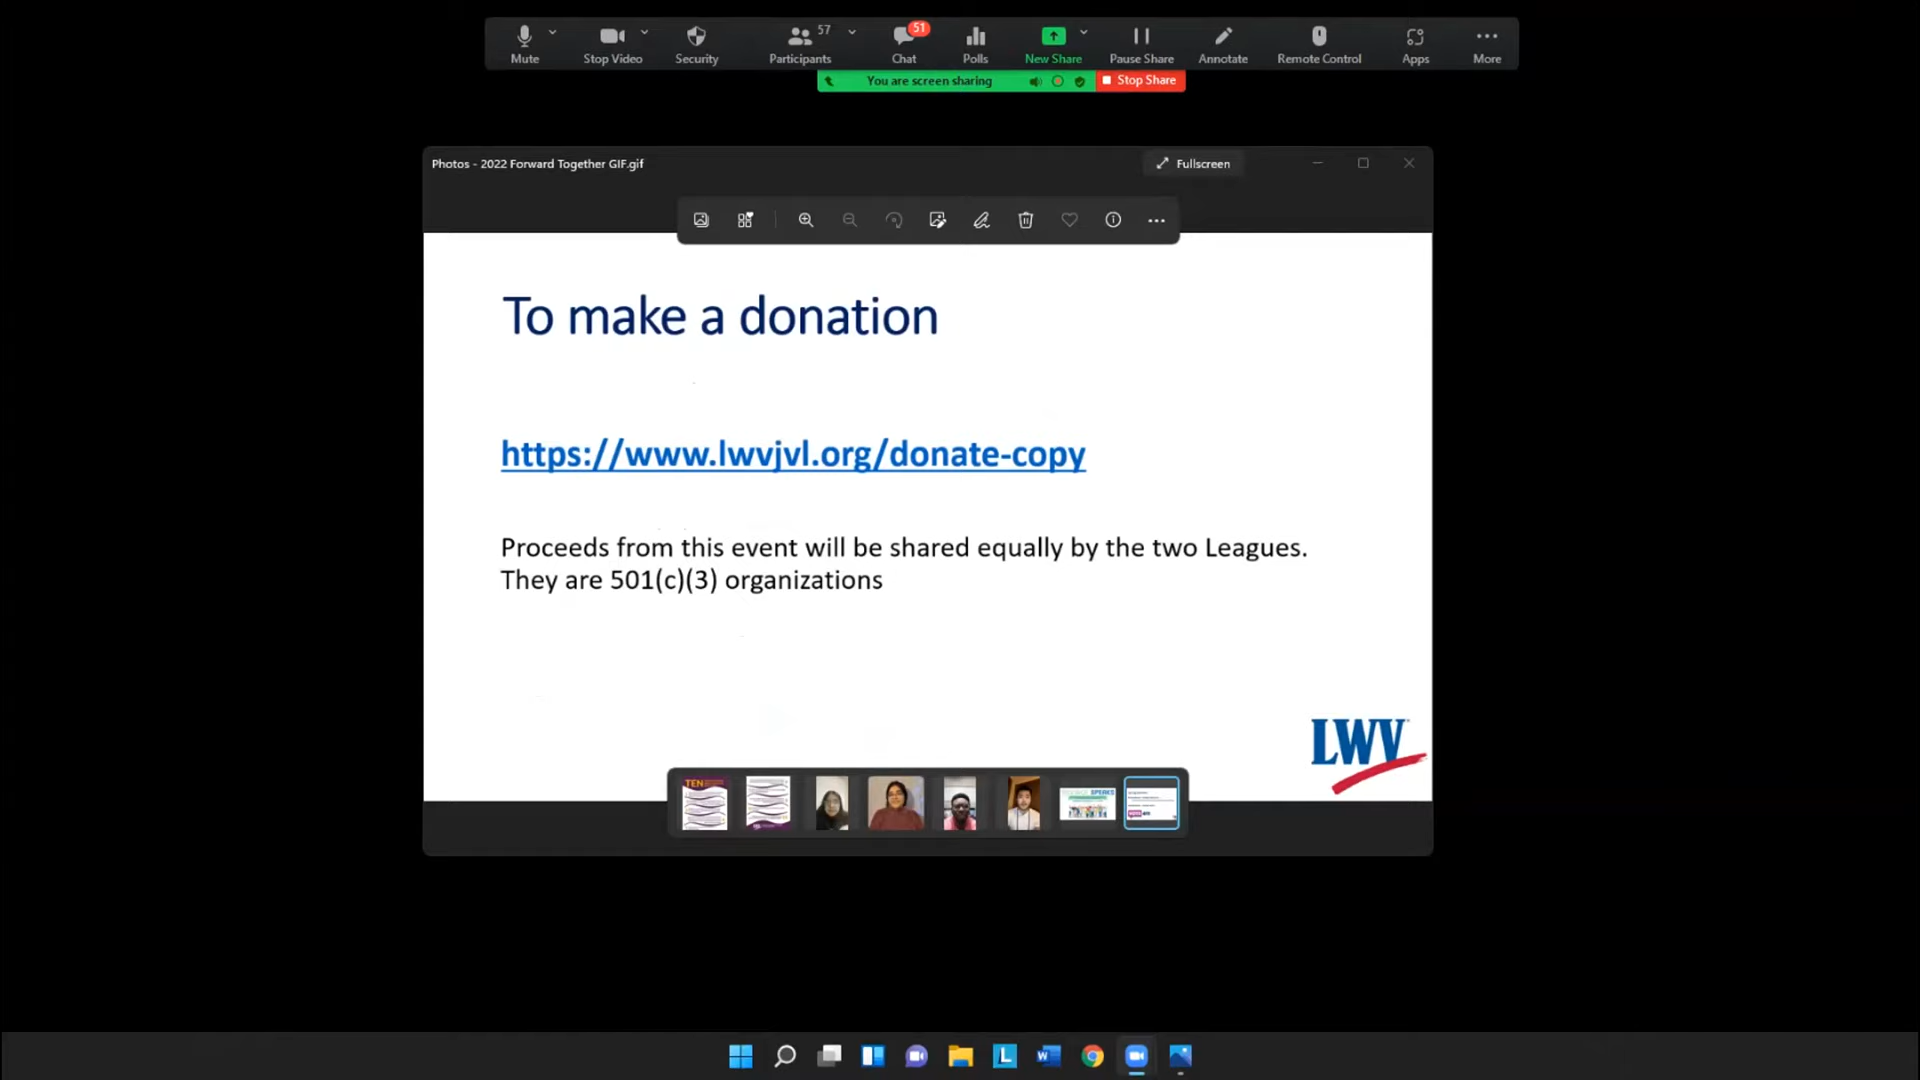 Mute
Stop Video
Security
57
Participants
51
Chat
Polls
New Share
Pause Share
Annotate
Remote Control
Apps
More
You are screen sharing
Stop Share
Photos - 2022 Forward Together GIF.gif
Fullscreen
To make a donation
https://www.lwvjvl.org/donate-copy
Proceeds from this event will be shared equally by the two Leagues.
They are 501(c)(3) organizations
LWV
TEN
SPEAKS